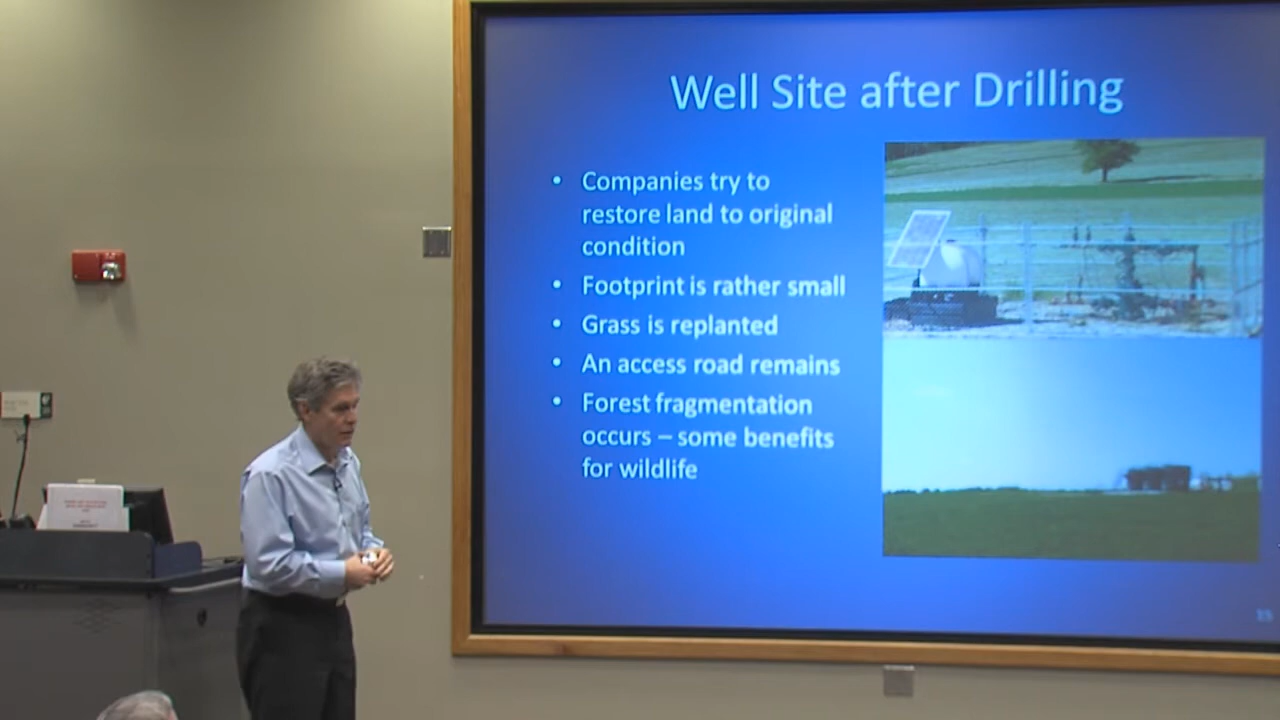 Well Site after Drilling
• Companies try to
restore land to original
condition
• Footprint is rather small
• Grass is replanted
• An access road remains
• Forest fragmentation
occurs – some benefits
for wildlife